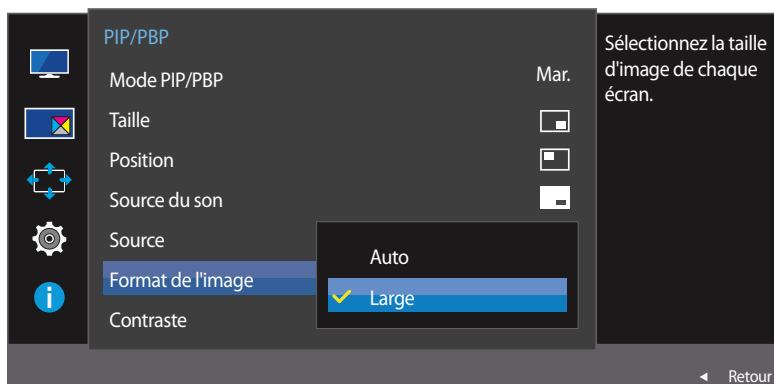 PIP/PBP
Mode PIP/PBP Mar.
Taille
Position
Source du son
Source
Format de l'image
Contraste
Auto
Large
Sélectionnez la taille
d'image de chaque
écran.
Retour